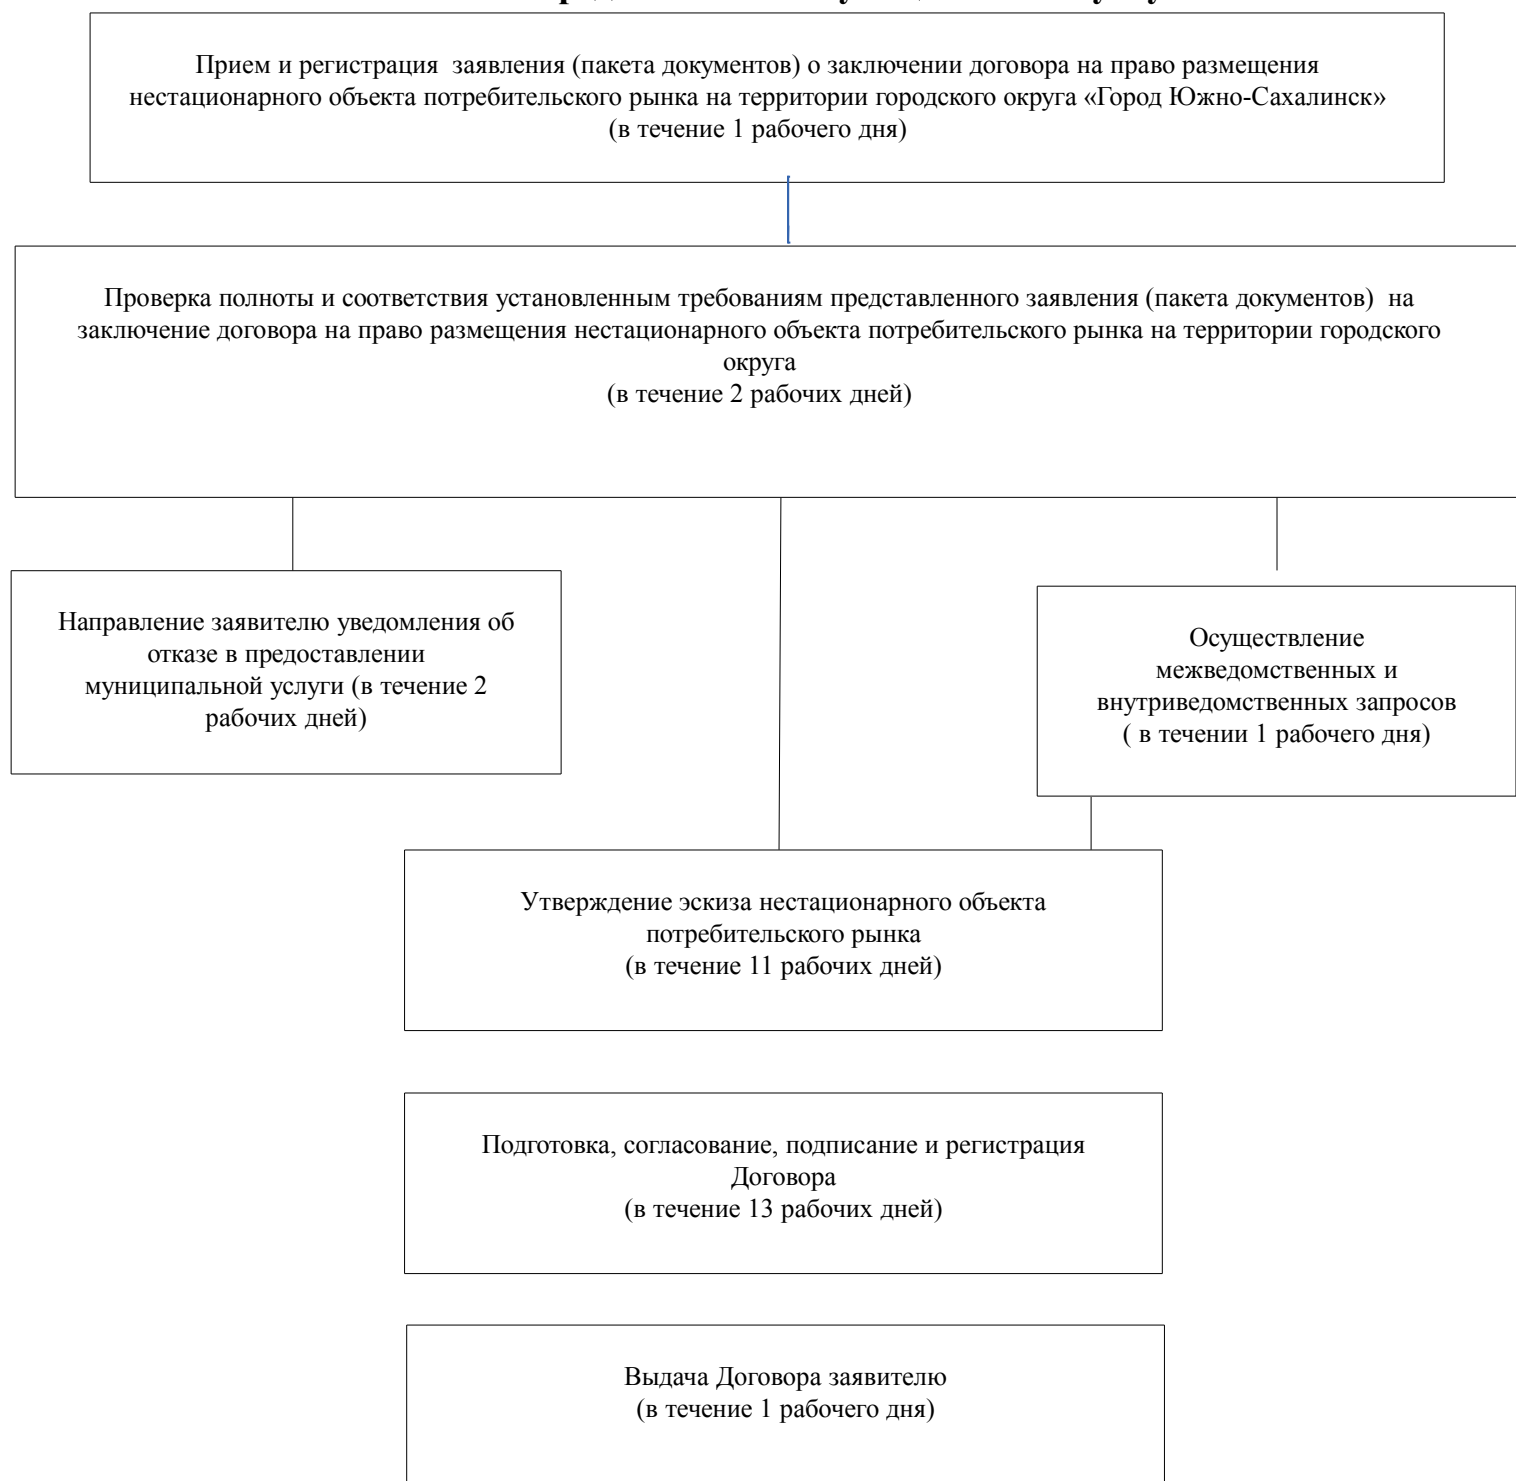 Прием и регистрация заявления (пакета документов) о заключении договора на право размещения
нестационарного объекта потребительского рынка на территории городского округа «Город Южно-Сахалинск»
(в течение 1 рабочего дня)
Проверка полноты и соответствия установленным требованиям представленного заявления (пакета документов) на
заключение договора на право размещения нестационарного объекта потребительского рынка на территории городского
округа
(в течение 2 рабочих дней)
Направление заявителю уведомления об
отказе в предоставлении
муниципальной услуги (в течение 2
рабочих дней)
Осуществление
межведомственных и
внутриведомственных запросов
( в течении 1 рабочего дня)
Утверждение эскиза нестационарного объекта
потребительского рынка
(в течение 11 рабочих дней)
Подготовка, согласование, подписание и регистрация
Договора
(в течение 13 рабочих дней)
Выдача Договора заявителю
(в течение 1 рабочего дня)